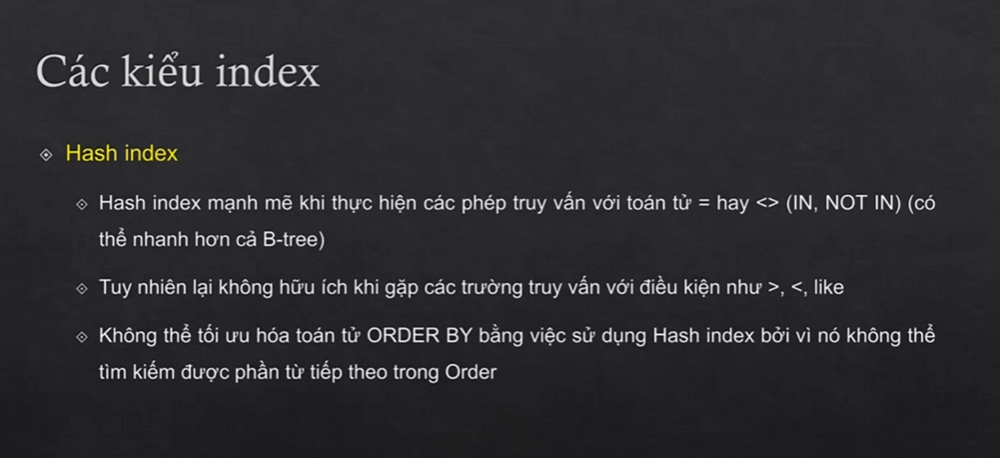 Các kiểu index
Hash index
Hash index mạnh mẽ khi thực hiện các phép truy vấn với toán tử = hay <> (IN, NOT IN) (có
thể nhanh hơn cả B-tree)
Tuy nhiên lại không hữu ích khi gặp các trường truy vấn với điều kiện như >, <, like
Không thể tối ưu hóa toán tử ORDER BY bằng việc sử dụng Hash index bởi vì nó không thể
tìm kiếm được phần từ tiếp theo trong Order